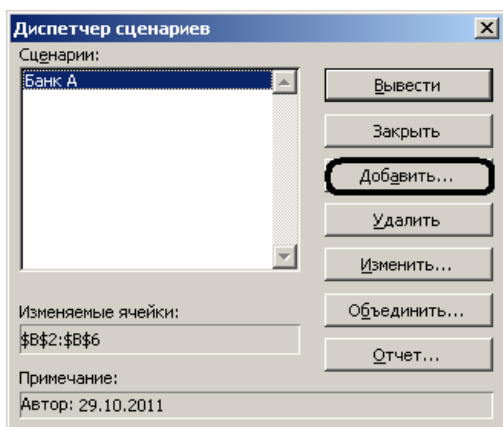 Диспетчер сценариев
Сценарии:
Банк А
Вывести
Закрыть
Добавить...
Удалить
Изменить...
Объединить...
Отчет...
Изменяемые ячейки:
$B$2:$B$6
Примечание:
Автор: 29.10.2011